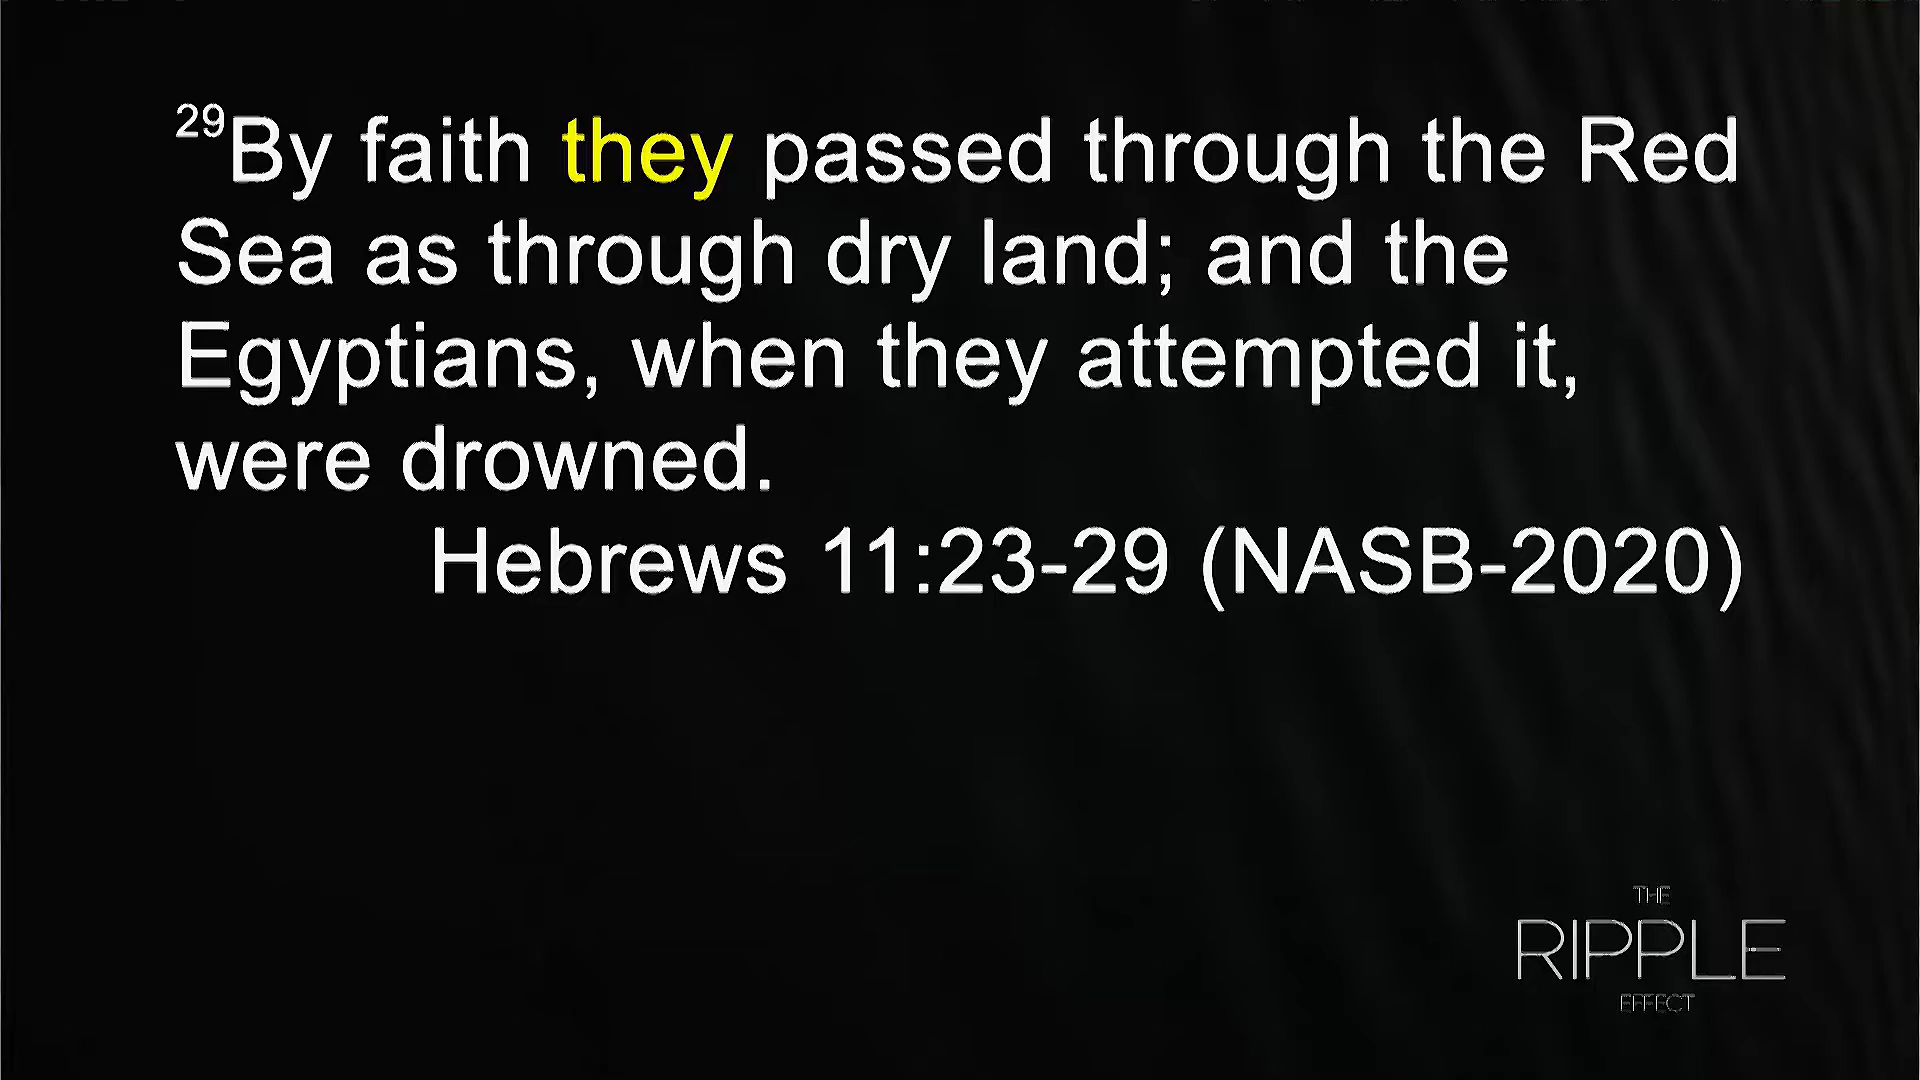 29By faith they passed through the Red
Sea as through dry land; and the
Egyptians, when they attempted it,
were drowned.
Hebrews 11:23-29 (NASB-2020)
THE
RIPPLE
EFFECT